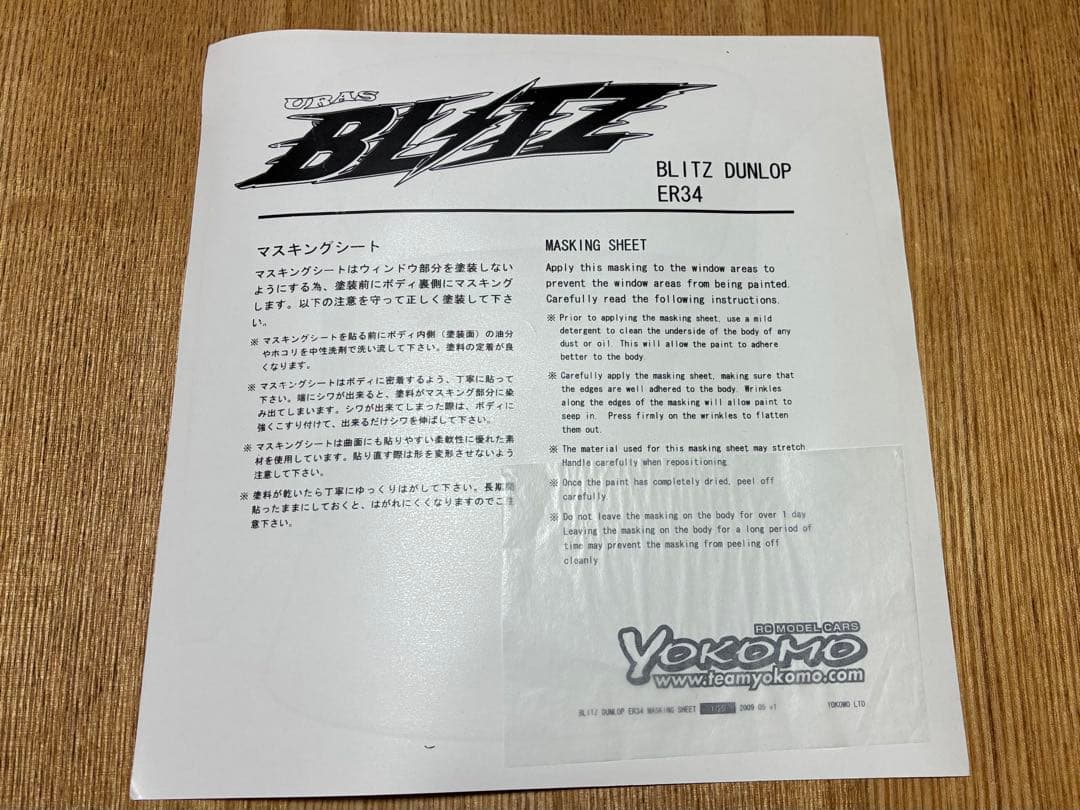 URAS
BLITZ
BLITZ DUNLOP
ER34
マスキングシート
マスキングシートはウィンドウ部分を塗装しない
ようにする為、塗装前にボディ裏側にマスキング
します。以下の注意を守って正しく塗装して下さ
い。
※ マスキングシートを貼る前にボディ内側（塗装面）の油分
やホコリを中性洗剤で洗い流して下さい。塗料の定着が良
くなります。
※ マスキングシートはボディに密着するよう、丁寧に貼って
下さい。端にシワが出来ると、塗料がマスキング部分に染
み出てしまいます。シワが出来てしまった際は、ボディに
強くこすり付けて、出来るだけシワを伸ばして下さい。
※ マスキングシートは曲面にも貼りやすい柔軟性に優れた素
材を使用しています。貼り直す際は形を変形させないよう
注意して下さい。
※ 塗料が乾いたら丁寧にゆっくりはがして下さい。長期間
貼ったままにしておくと、はがれにくくなりますのでご注
意下さい。
MASKING SHEET
Apply this masking to the window areas to
prevent the window areas from being painted.
Carefully read the following instructions.
※ Prior to applying the masking sheet, use a mild
detergent to clean the underside of the body of any
dust or oil. This will allow the paint to adhere
better to the body.
※ Carefully apply the masking sheet, making sure that
the edges are well adhered to the body. Wrinkles
along the edges of the masking will allow paint to
seep in. Press firmly on the wrinkles to flatten
them out.
※ The material used for this masking sheet may stretch.
Handle carefully when repositioning
※ Once the paint has completely dried, peel off
carefully.
※ Do not leave the masking on the body for over 1 day
Leaving the masking on the body for a long period of
time may prevent the masking from peeling off
cleanly
RC MODEL CARS
YOKOMO
www.teamyokomo.com
BLITZ DUNLOP ER34 MASKING SHEET 2009 05 v1
YOKOMO LTD